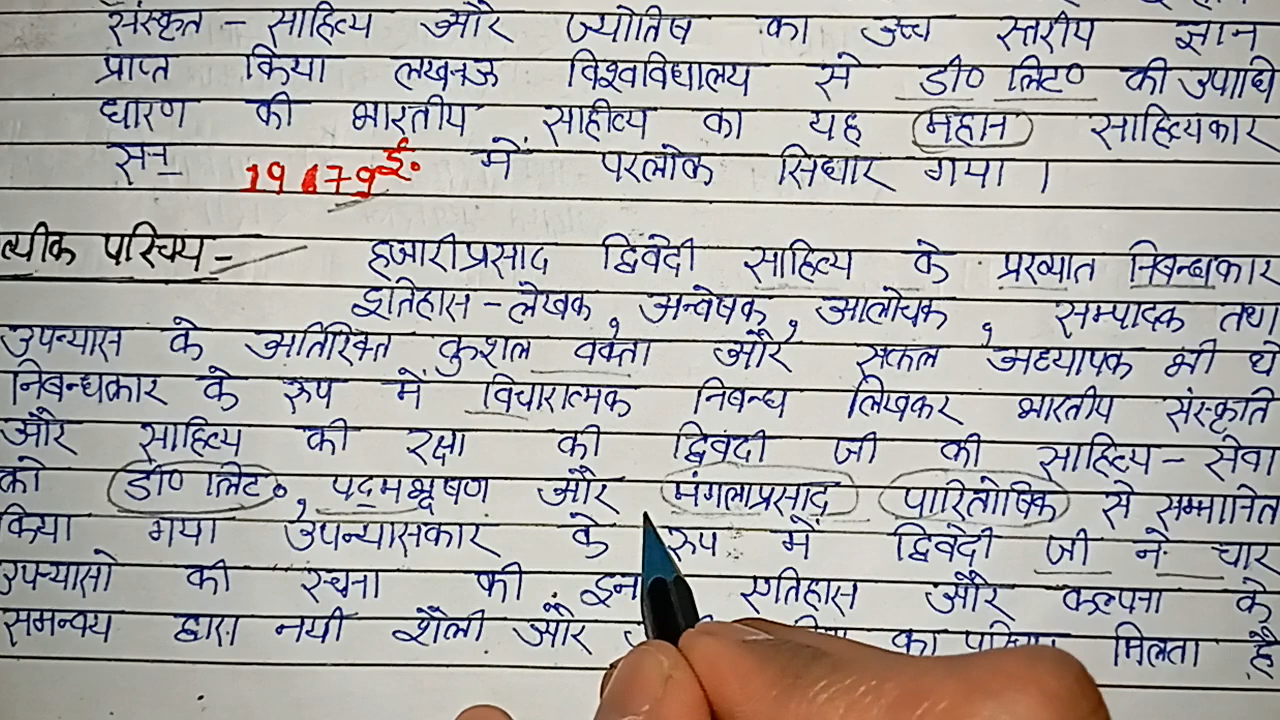 संस्कृत - साहित्य और ज्योतिष का उच्च स्तरीय ज्ञान
प्राप्त किया लखनऊ विश्वविद्यालय से डी० लिट० की उपाधि
धारण की भारतीय साहीत्य का यह महान साहित्यकार
सन् 1979 ई० में परलोक सिधार गया ।
त्यीक परिचय - हजारीप्रसाद द्विवेदी साहित्य के प्रख्यात निबन्धकार
इतिहास - लेखक, अन्वेषक, आलोचक, सम्पादक तथा
उपन्यास के अतिरिक्त कुशल वक्ता और सफल अध्यापक भी थे
निबन्धकार के रूप में विचारात्मक निबन्ध लिखकर भारतीय संस्कृति
और साहित्य की रक्षा की द्विवेदी जी की साहित्य - सेवा
को डी० लिट०, पद्मभूषण और मंगलाप्रसाद पारितोषिक से सम्मानित
किया गया उपन्यासकार के रूप में द्विवेदी जी ने चार
उपन्यासो की रचना की इन एतिहास और कल्पना के
समन्वय द्वारा नयी शैली और का मिलता है